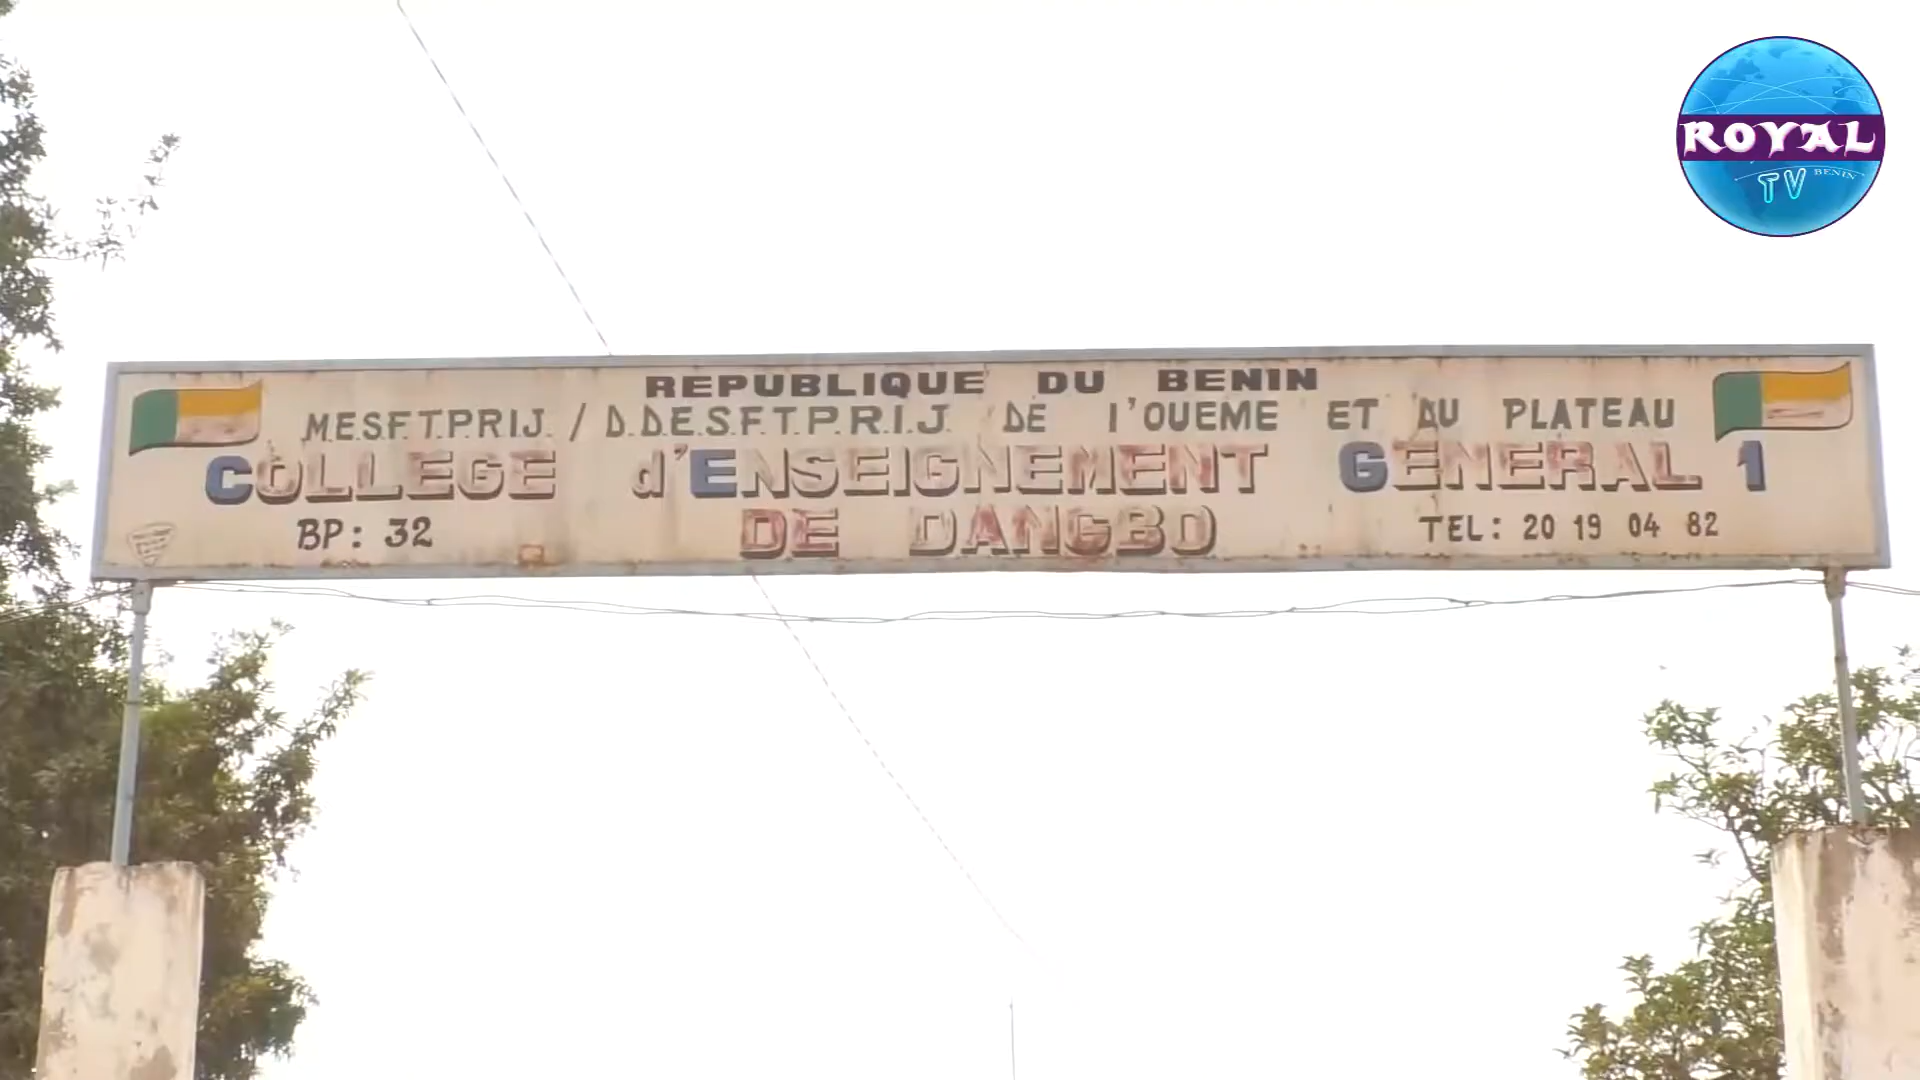 ROYAL
TV BENIN
REPUBLIQUE DU BENIN
M.E.S.F.T.P.R.I.J. / D.D.E.S.F.T.P.R.I.J. DE l'OUEME ET DU PLATEAU
COLLEGE d'ENSEIGNEMENT GENERAL 1
DE DANGBO
BP: 32
TEL: 20 19 04 82